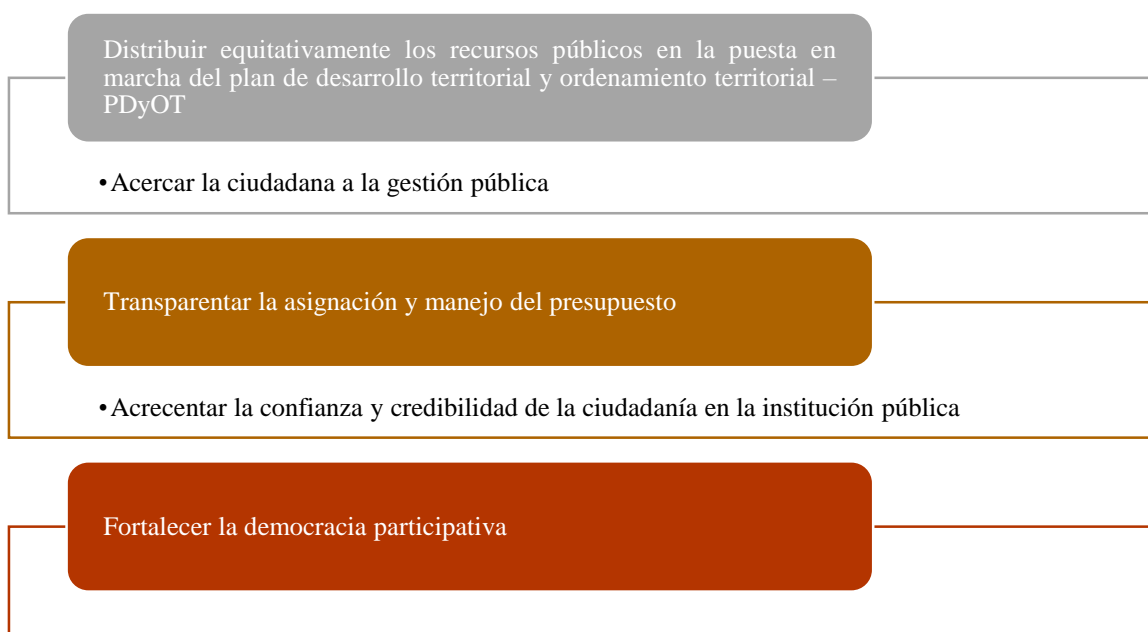 Distribuir equitativamente los recursos públicos en la puesta en
marcha del plan de desarrollo territorial y ordenamiento territorial –
PDyOT
•Acercar la ciudadana a la gestión pública
Transparentar la asignación y manejo del presupuesto
•Acrecentar la confianza y credibilidad de la ciudadanía en la institución pública
Fortalecer la democracia participativa